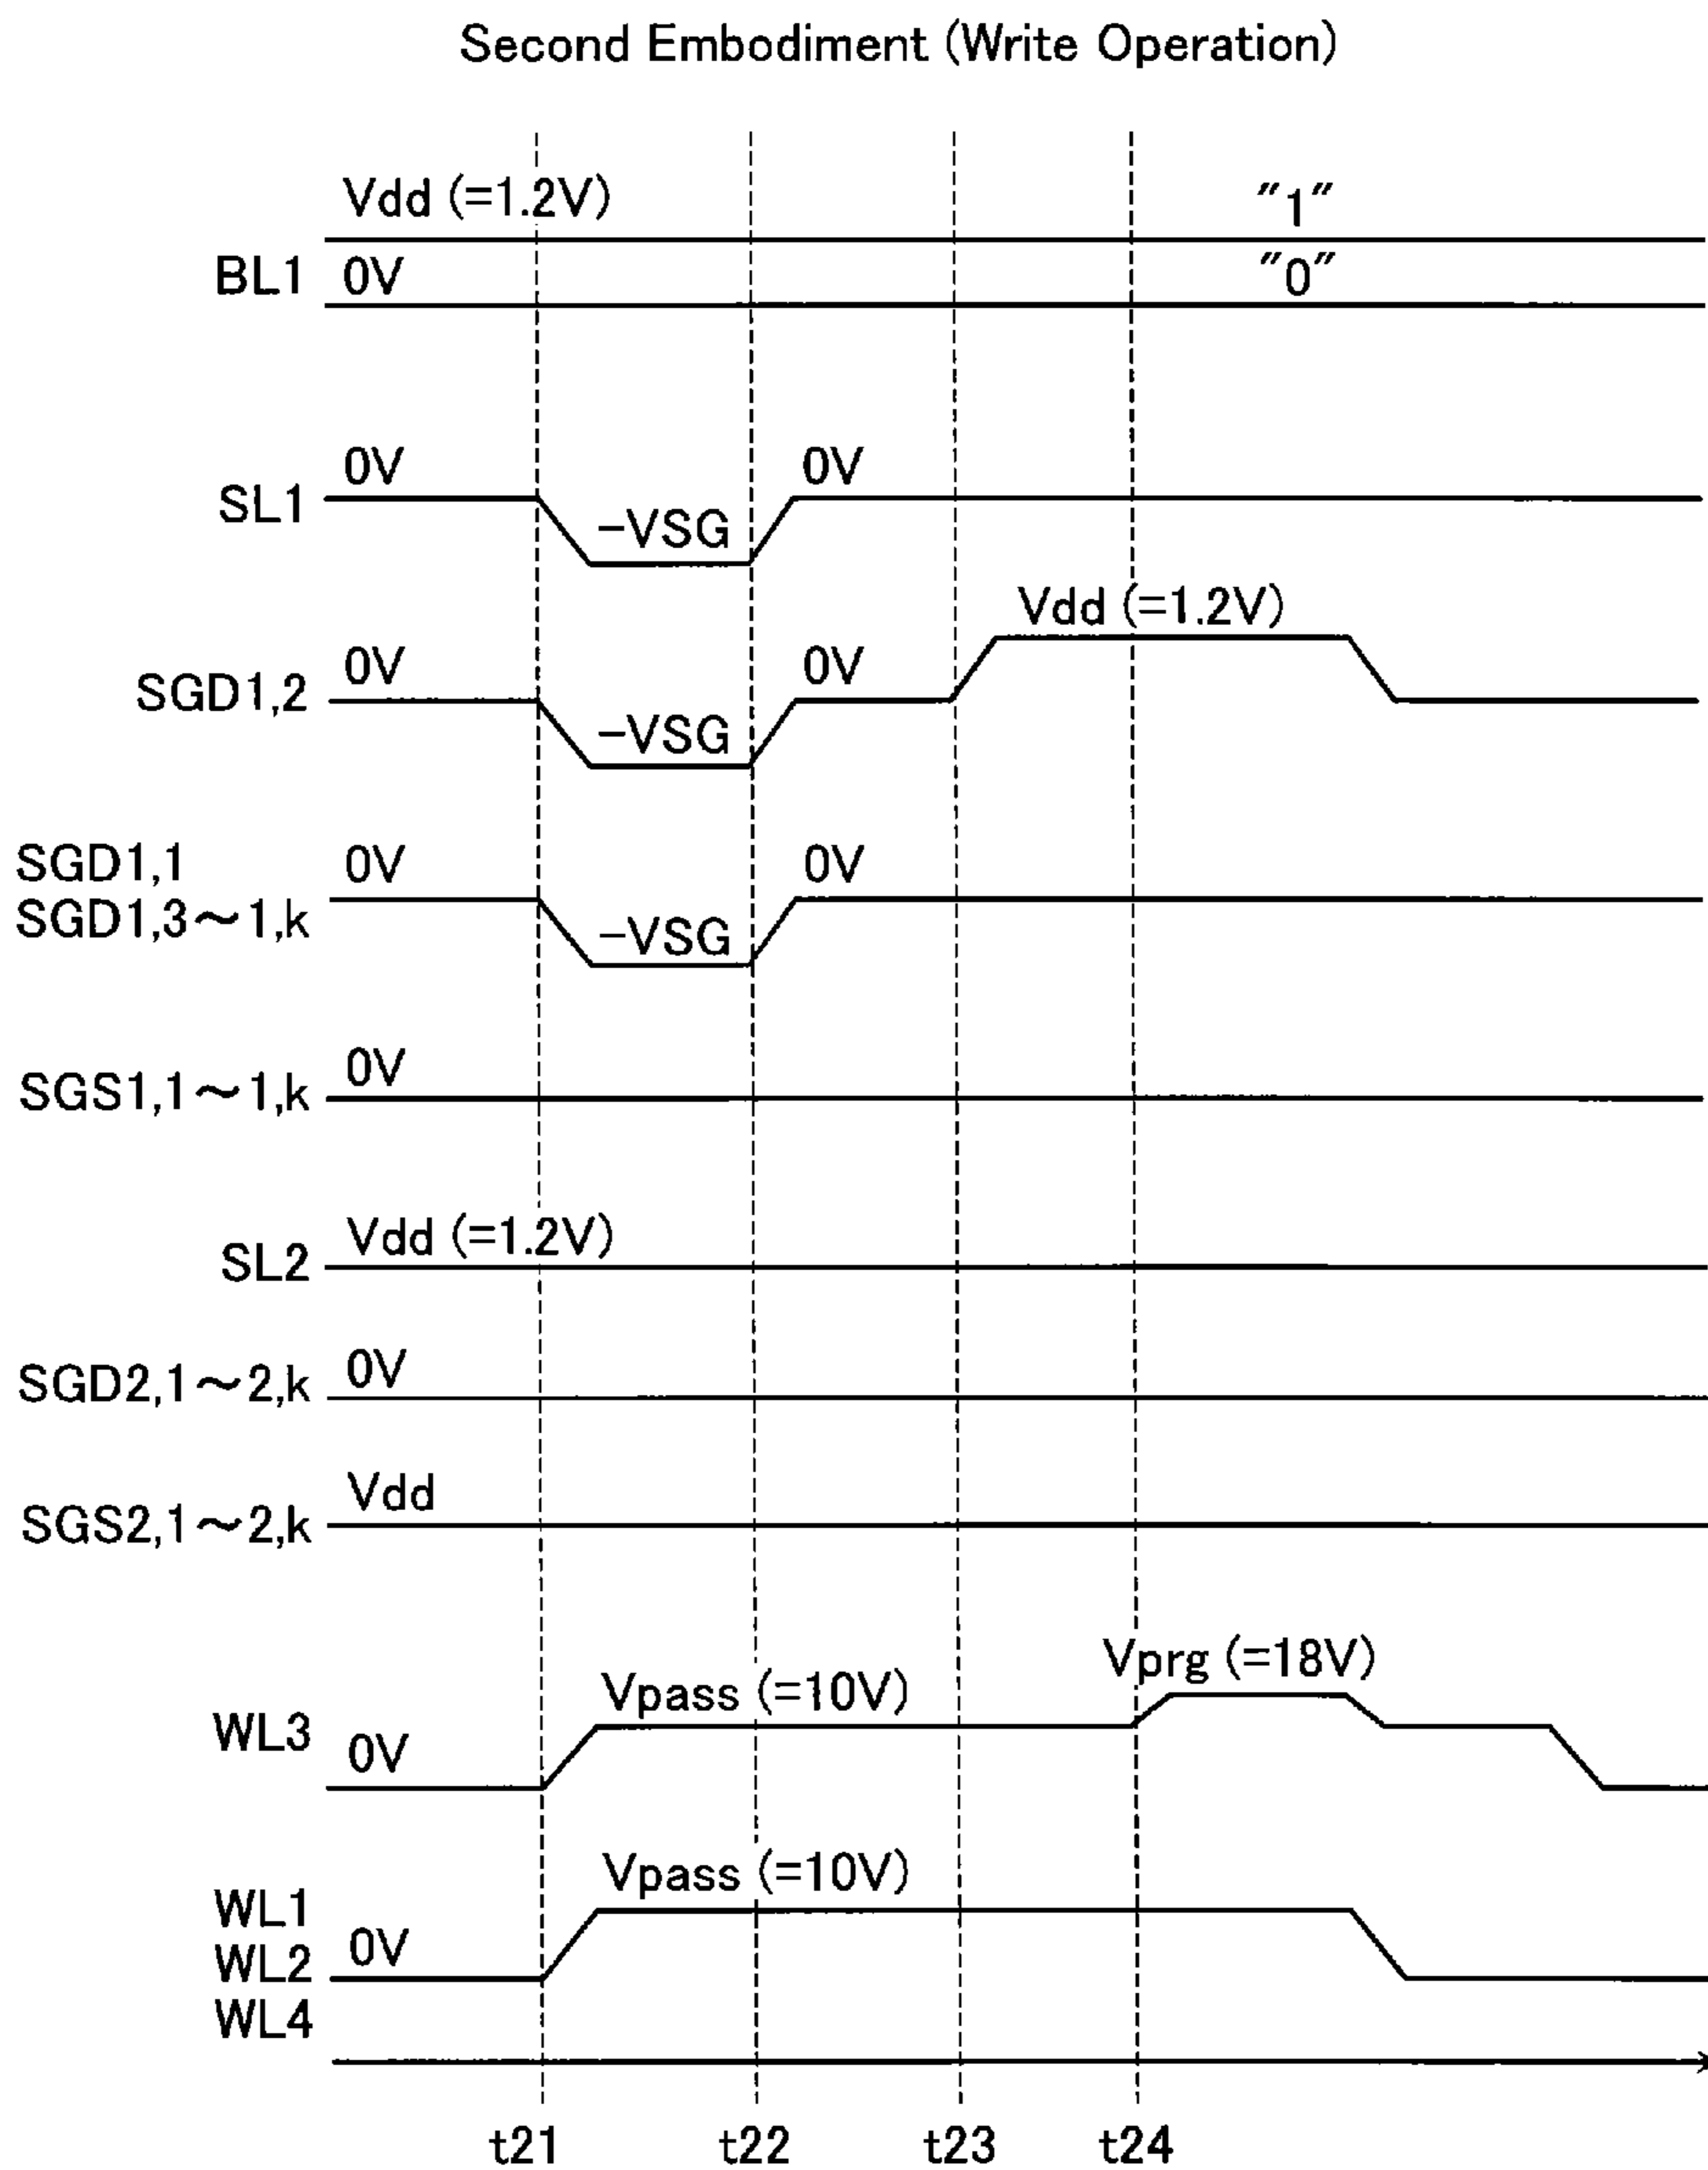 Second Embodiment (Write Operation)
Vdd (=1.2V) "1"
BL1 0V "0"
SL1 0V -VSG 0V
Vdd (=1.2V)
SGD1,2 0V -VSG 0V
SGD1,1 0V 0V
SGD1,3～1,k -VSG
SGS1,1～1,k 0V
SL2 Vdd (=1.2V)
SGD2,1～2,k 0V
SGS2,1～2,k Vdd
Vprg (=18V)
Vpass (=10V)
WL3 0V
Vpass (=10V)
WL1
WL2 0V
WL4
t21 t22 t23 t24